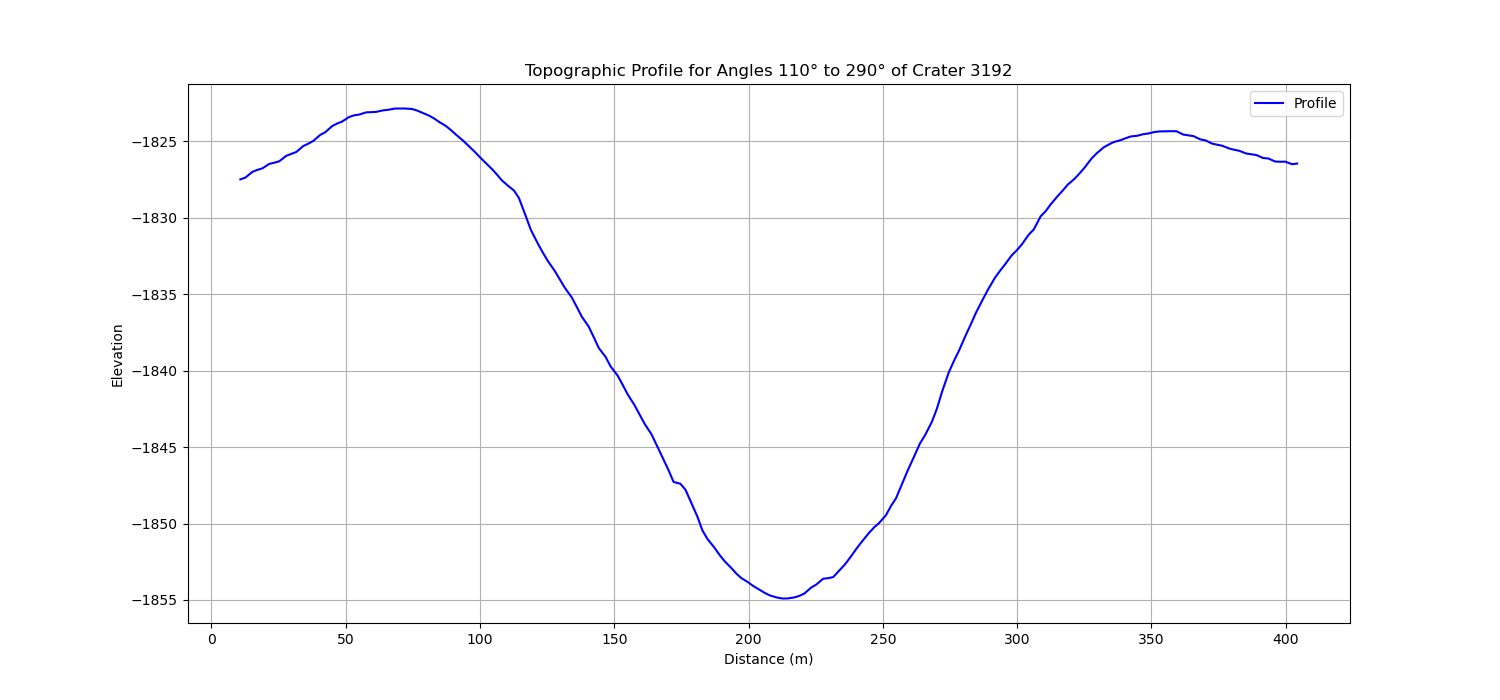 Topographic Profile for Angles 110° to 290° of Crater 3192
Profile
−1825
−1830
−1835
−1840
−1845
−1850
−1855
Elevation
0 50 100 150 200 250 300 350 400
Distance (m)